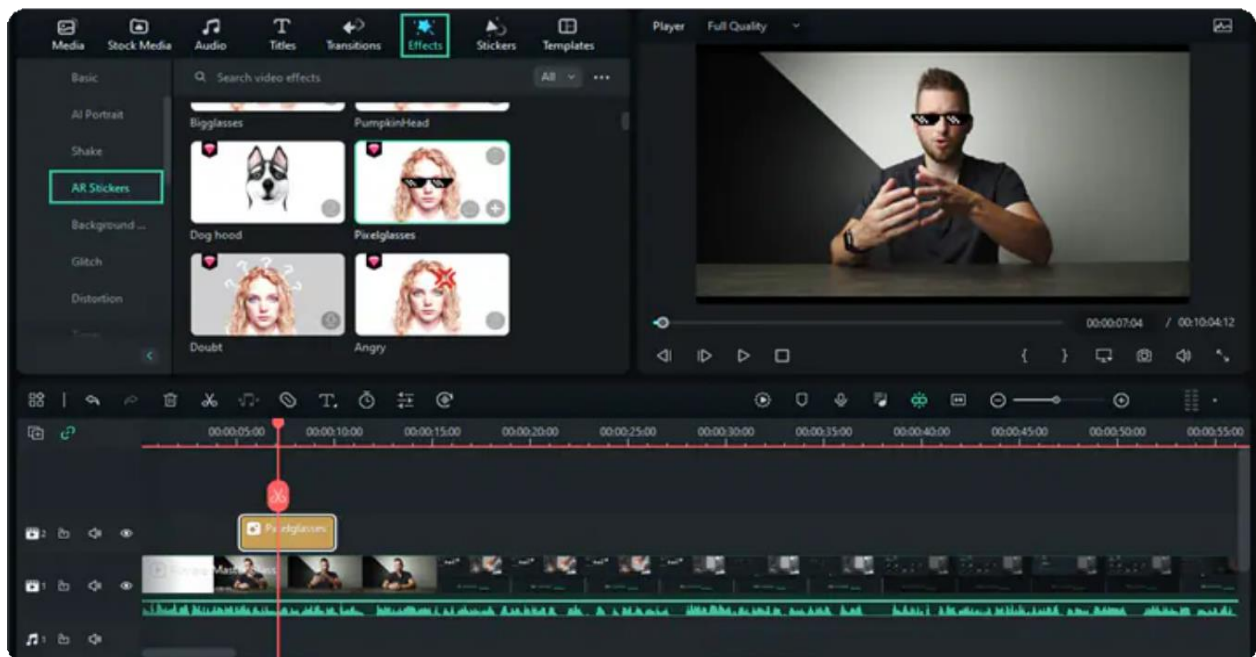 Media Stock Media Audio Titles Transitions Effects Stickers Templates
Player Full Quality
Basic
AI Portrait
Shake
AR Stickers
Background ...
Glitch
Distortion
Search video effects All
Bigglasses PumpkinHead
Dog hood Pixelglasses
Doubt Angry
00:00:07:04 / 00:10:04:12
00:00:05:00 00:00:10:00 00:00:15:00 00:00:20:00 00:00:25:00 00:00:30:00 00:00:35:00 00:00:40:00 00:00:45:00 00:00:50:00 00:00:55:00
2
Pixelglasses
1
1